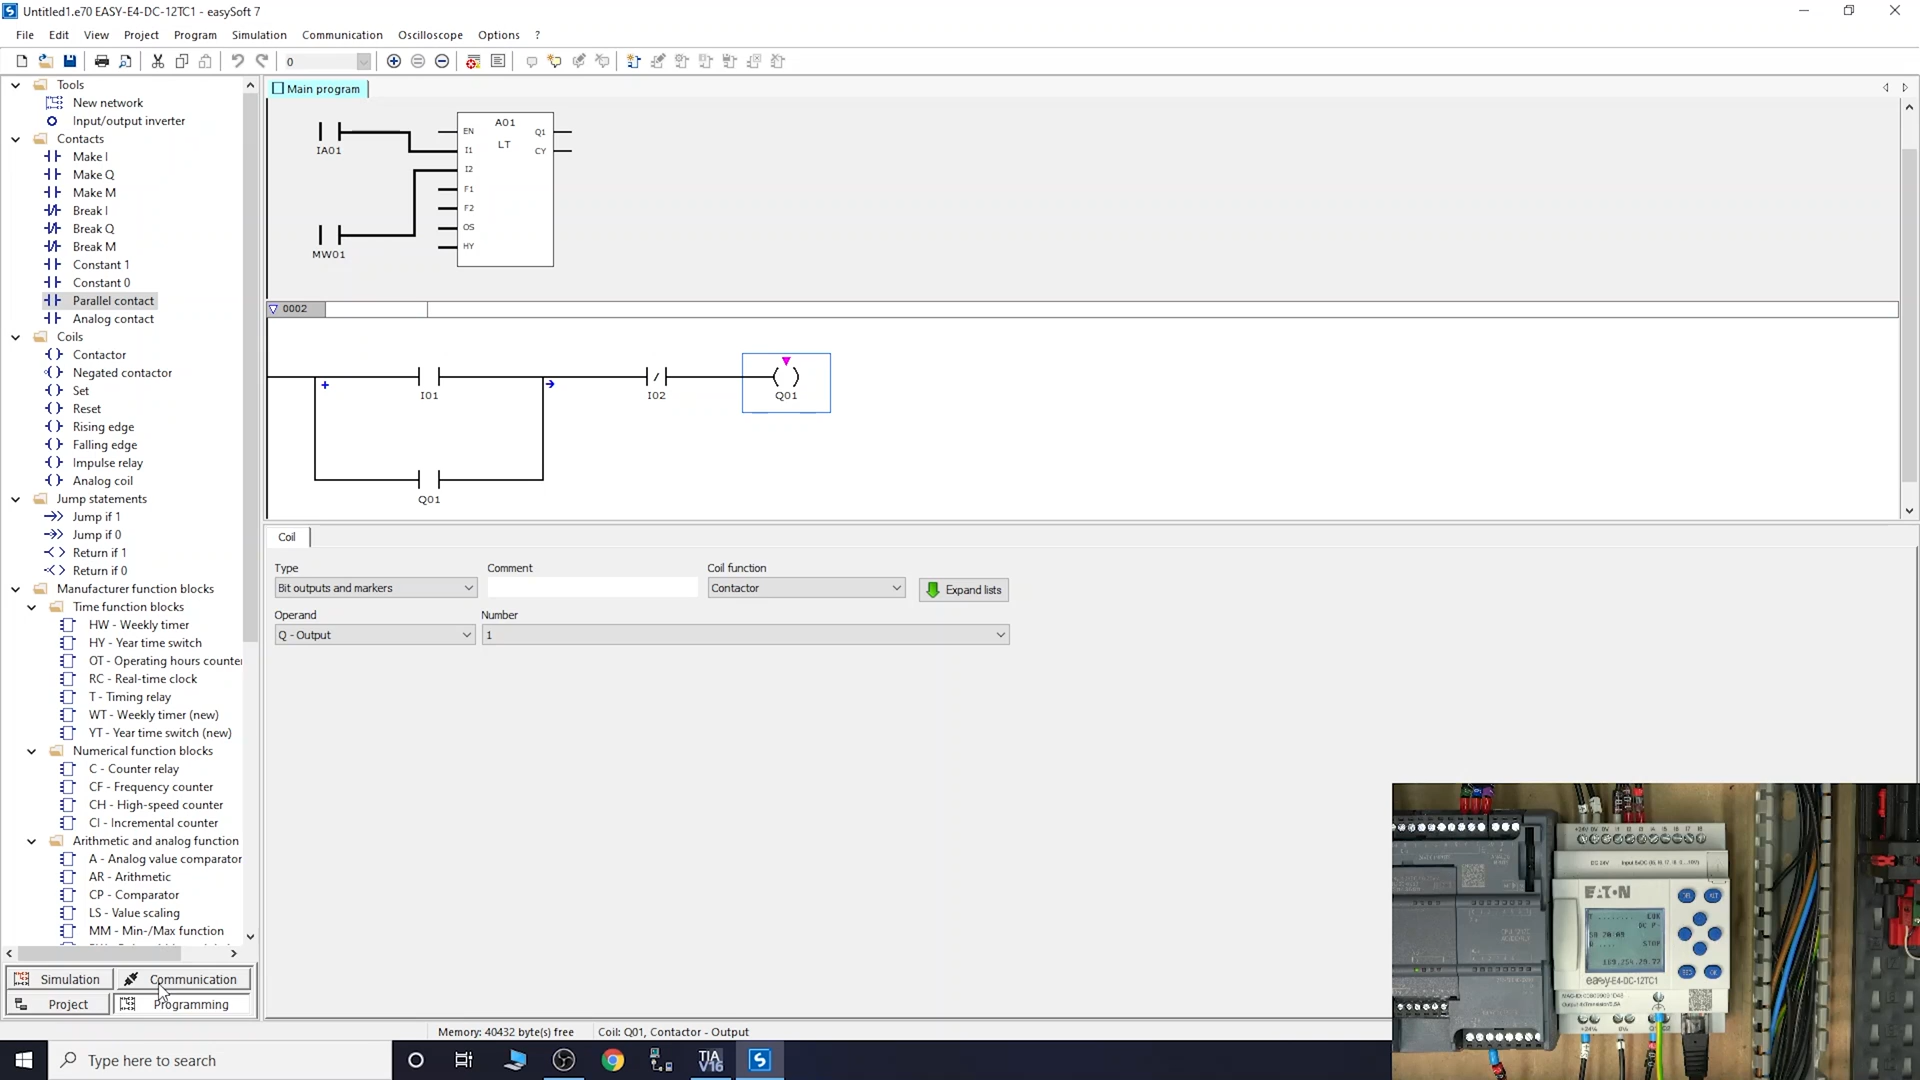 Untitled1.e70 EASY-E4-DC-12TC1 - easySoft 7
File Edit View Project Program Simulation Communication Oscilloscope Options ?
0
Tools
New network
Input/output inverter
Contacts
Make I
Make Q
Make M
Break I
Break Q
Break M
Constant 1
Constant 0
Parallel contact
Analog contact
Coils
Contactor
Negated contactor
Set
Reset
Rising edge
Falling edge
Impulse relay
Analog coil
Jump statements
Jump if 1
Jump if 0
Return if 1
Return if 0
Manufacturer function blocks
Time function blocks
HW - Weekly timer
HY - Year time switch
OT - Operating hours counter
RC - Real-time clock
T - Timing relay
WT - Weekly timer (new)
YT - Year time switch (new)
Numerical function blocks
C - Counter relay
CF - Frequency counter
CH - High-speed counter
CI - Incremental counter
Arithmetic and analog function
A - Analog value comparator
AR - Arithmetic
CP - Comparator
LS - Value scaling
MM - Min-/Max function
Simulation Communication
Project Programming
Main program
IA01
MW01
A01
LT
EN Q1
I1 CY
I2
F1
F2
OS
HY
0002
I01 I02 Q01
Q01
Coil
Type Comment Coil function
Bit outputs and markers Contactor Expand lists
Operand Number
Q - Output 1
Memory: 40432 byte(s) free Coil: Q01, Contactor - Output
EATON
STOP
easy-E4-DC-12TC1
Type here to search
TIA
V16